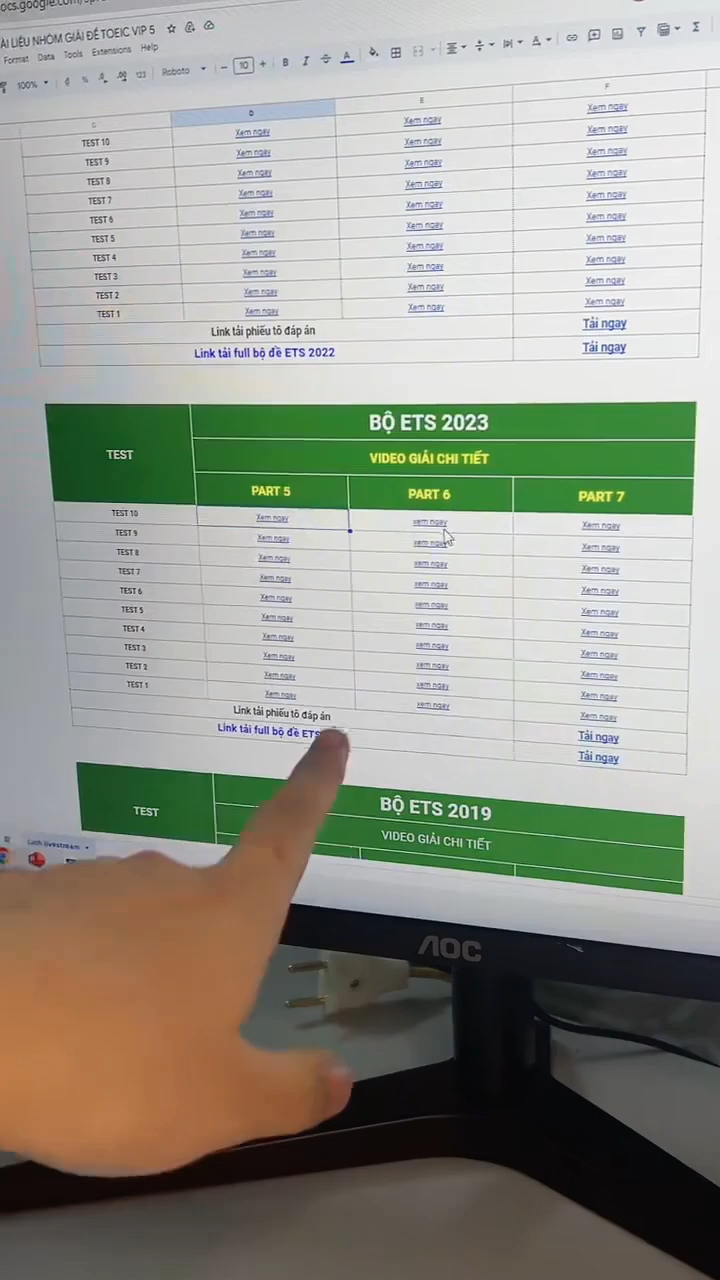 ocs.google.com/spre
ÀI LIỆU NHÓM GIẢI ĐỀ TOEIC VIP 5
Format Data Tools Extensions Help
100% % .0 .00 123 Roboto - 10 + B I A
C D E F
Xem ngay
TEST 10 Xem ngay Xem ngay Xem ngay
TEST 9 Xem ngay Xem ngay Xem ngay
TEST 8 Xem ngay Xem ngay Xem ngay
TEST 7 Xem ngay Xem ngay Xem ngay
TEST 6 Xem ngay Xem ngay Xem ngay
TEST 5 Xem ngay Xem ngay Xem ngay
TEST 4 Xem ngay Xem ngay Xem ngay
TEST 3 Xem ngay Xem ngay Xem ngay
TEST 2 Xem ngay Xem ngay Xem ngay
TEST 1 Xem ngay Xem ngay
Link tải phiếu tô đáp án Tải ngay
Link tải full bộ đề ETS 2022 Tải ngay
TEST
BỘ ETS 2023
VIDEO GIẢI CHI TIẾT
PART 5 PART 6 PART 7
TEST 10 Xem ngay xem ngay Xem ngay
TEST 9 Xem ngay xem ngay Xem ngay
TEST 8 Xem ngay xem ngay Xem ngay
TEST 7 Xem ngay xem ngay Xem ngay
TEST 6 Xem ngay xem ngay Xem ngay
TEST 5 Xem ngay xem ngay Xem ngay
TEST 4 Xem ngay xem ngay Xem ngay
TEST 3 Xem ngay xem ngay Xem ngay
TEST 2 Xem ngay xem ngay Xem ngay
TEST 1 Xem ngay xem ngay Xem ngay
Link tải phiếu tô đáp án Tải ngay
Link tải full bộ đề ETS Tải ngay
TEST
BỘ ETS 2019
VIDEO GIẢI CHI TIẾT
livestream
AOC